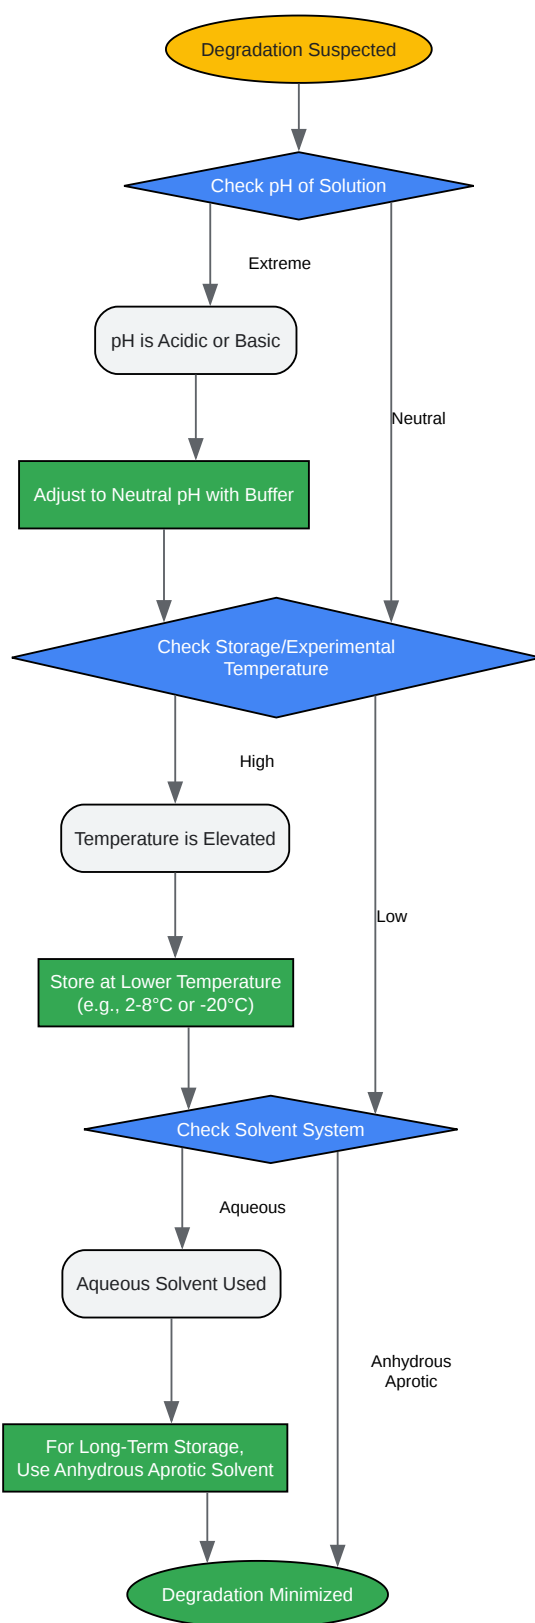 Degradation Suspected
Check pH of Solution
Extreme
pH is Acidic or Basic
Neutral
Adjust to Neutral pH with Buffer
Check Storage/Experimental
Temperature
High
Temperature is Elevated
Low
Store at Lower Temperature
(e.g., 2-8°C or -20°C)
Check Solvent System
Aqueous
Aqueous Solvent Used
Anhydrous
Aprotic
For Long-Term Storage,
Use Anhydrous Aprotic Solvent
Degradation Minimized